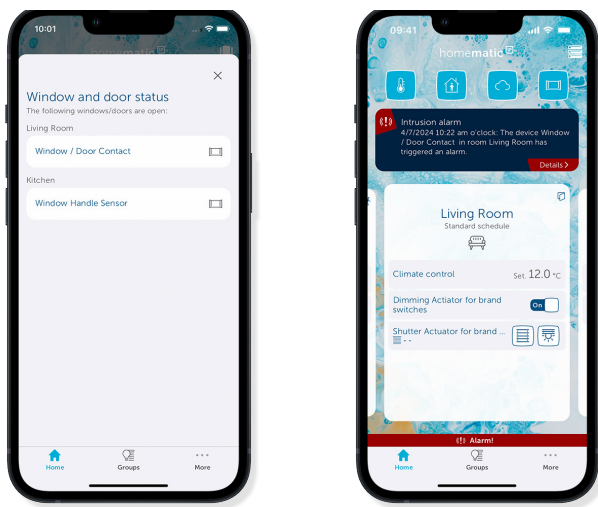 10:01
homematic IP
Window and door status
The following windows/doors are open:
Living Room
Window / Door Contact
Kitchen
Window Handle Sensor
Home
Groups
More
09:41
homematic IP
Intrusion alarm
4/7/2024 10:22 am o'clock: The device Window
/ Door Contact in room Living Room has
triggered an alarm.
Details
Living Room
Standard schedule
Climate control
Set. 12.0 °C
Dimming Actiator for brand
switches
On
Shutter Actuator for brand ...
- -
Alarm!
Home
Groups
More